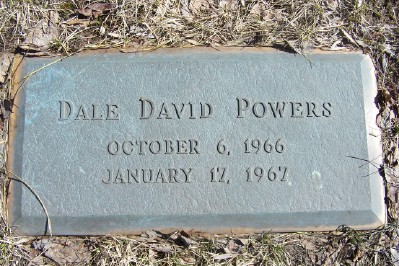 Dale David Powers
October 6, 1966
January 17, 1967